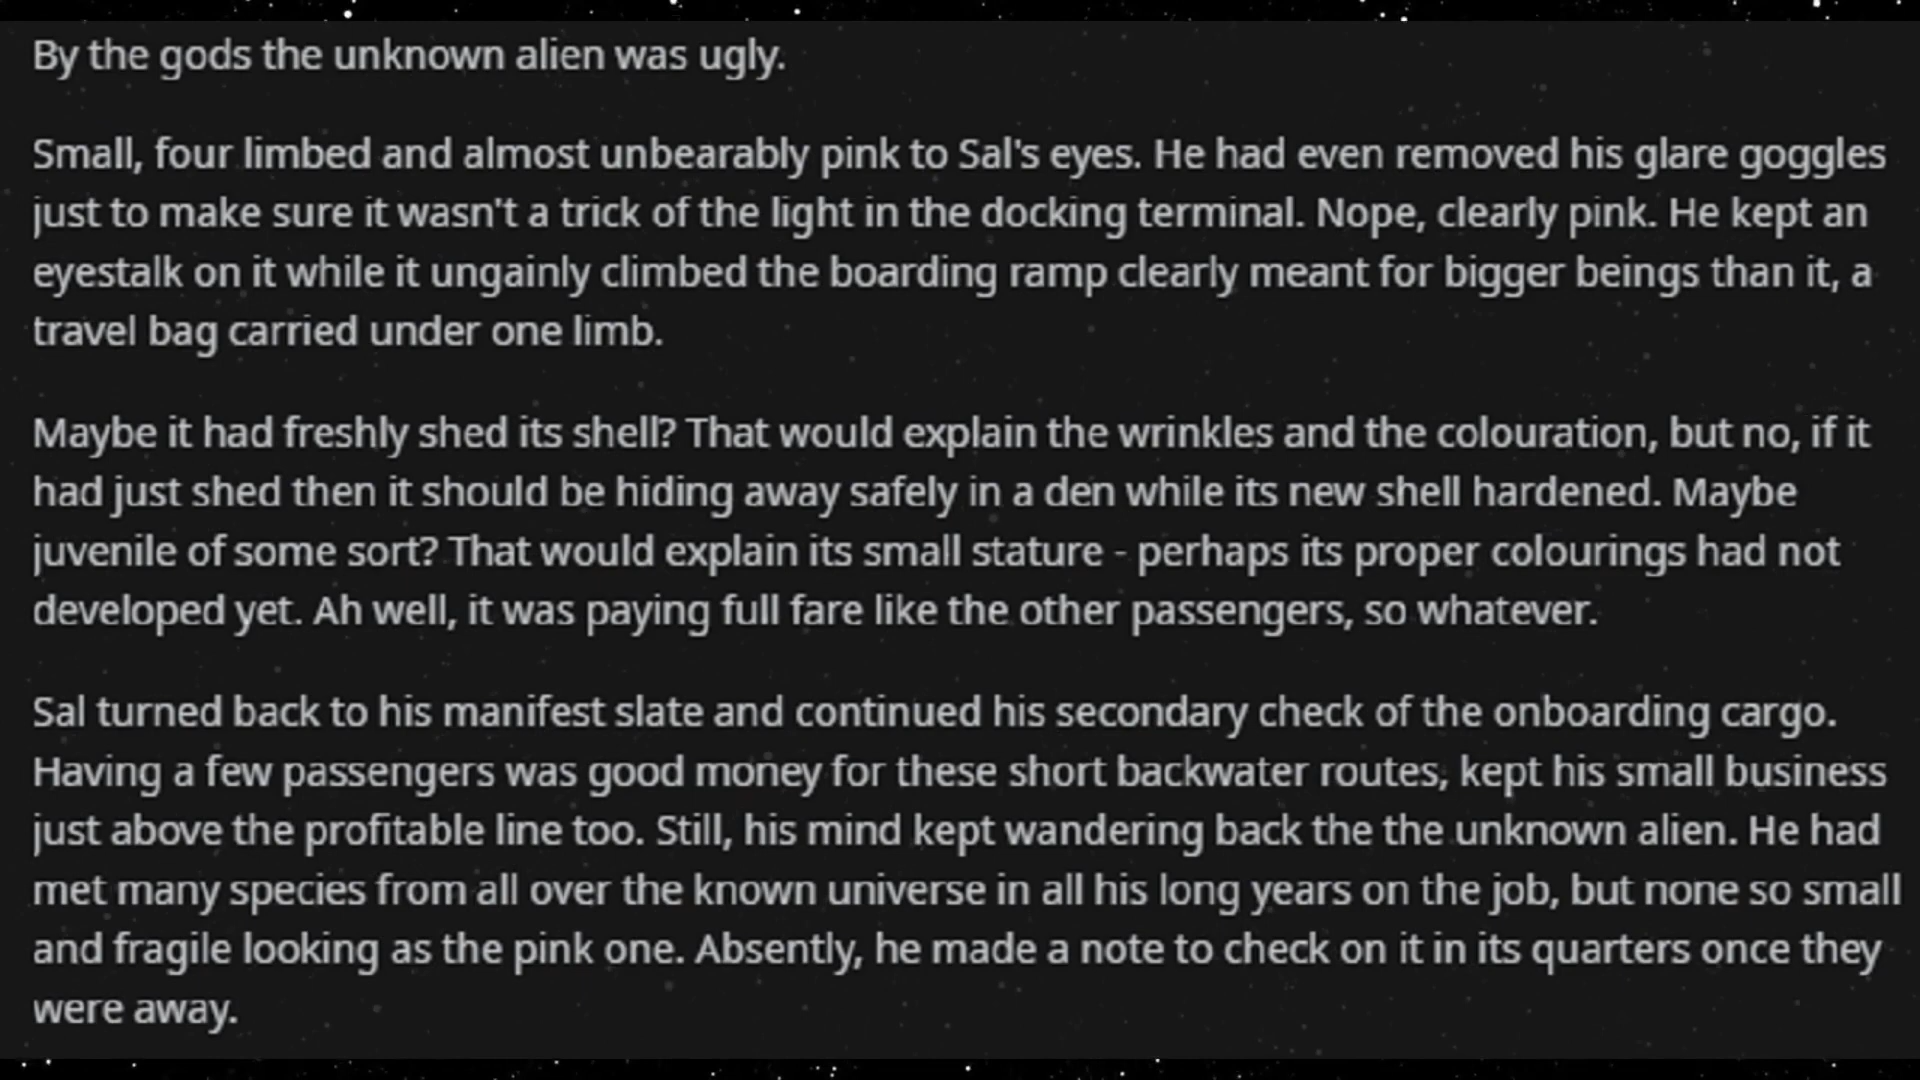 By the gods the unknown alien was ugly.
Small, four limbed and almost unbearably pink to Sal's eyes. He had even removed his glare goggles
just to make sure it wasn't a trick of the light in the docking terminal. Nope, clearly pink. He kept an
eyestalk on it while it ungainly climbed the boarding ramp clearly meant for bigger beings than it, a
travel bag carried under one limb.
Maybe it had freshly shed its shell? That would explain the wrinkles and the colouration, but no, if it
had just shed then it should be hiding away safely in a den while its new shell hardened. Maybe
juvenile of some sort? That would explain its small stature - perhaps its proper colourings had not
developed yet. Ah well, it was paying full fare like the other passengers, so whatever.
Sal turned back to his manifest slate and continued his secondary check of the onboarding cargo.
Having a few passengers was good money for these short backwater routes, kept his small business
just above the profitable line too. Still, his mind kept wandering back the the unknown alien. He had
met many species from all over the known universe in all his long years on the job, but none so small
and fragile looking as the pink one. Absently, he made a note to check on it in its quarters once they
were away.